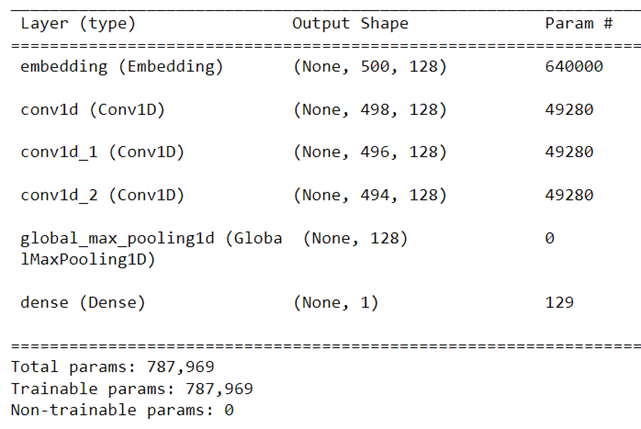 Layer (type) Output Shape Param #
=================================================================
embedding (Embedding) (None, 500, 128) 640000
conv1d (Conv1D) (None, 498, 128) 49280
conv1d_1 (Conv1D) (None, 496, 128) 49280
conv1d_2 (Conv1D) (None, 494, 128) 49280
global_max_pooling1d (Globa (None, 128) 0
lMaxPooling1D)
dense (Dense) (None, 1) 129
=================================================================
Total params: 787,969
Trainable params: 787,969
Non-trainable params: 0